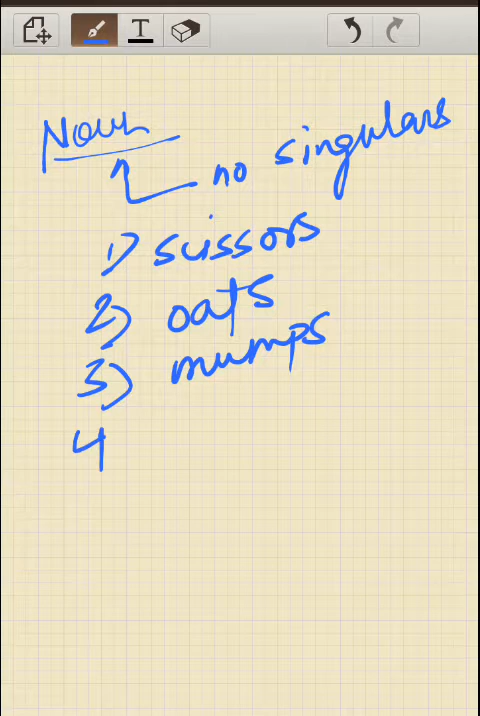 T
Noun
no singulars
1) scissors
2) oats
3) mumps
4